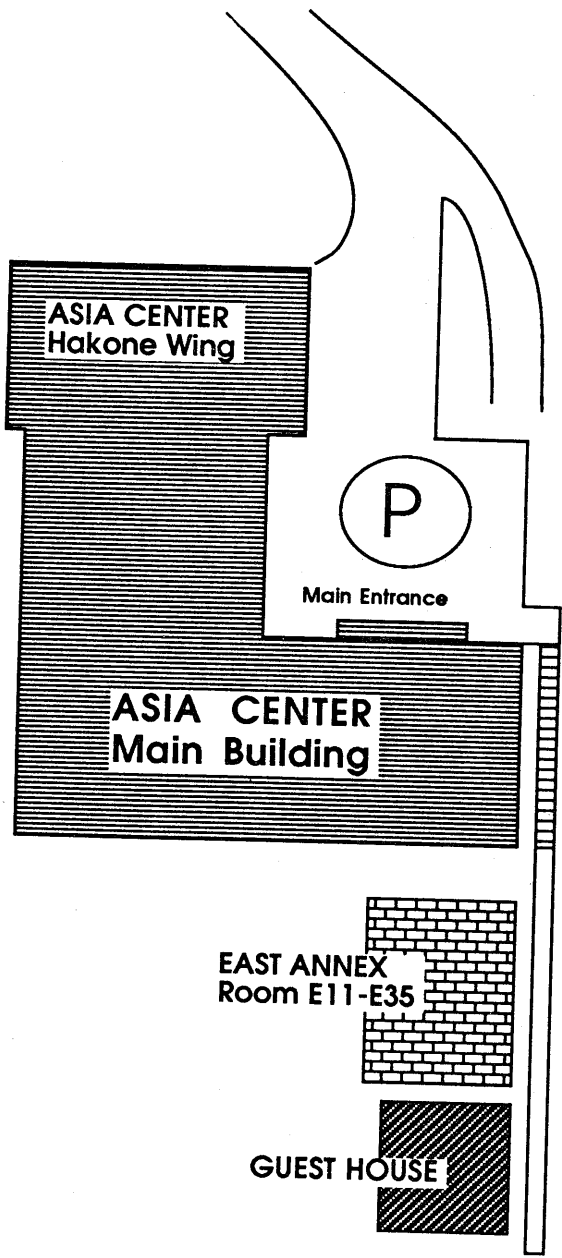 ASIA CENTER
Hakone Wing
P
Main Entrance
ASIA CENTER
Main Building
EAST ANNEX
Room E11-E35
GUEST HOUSE